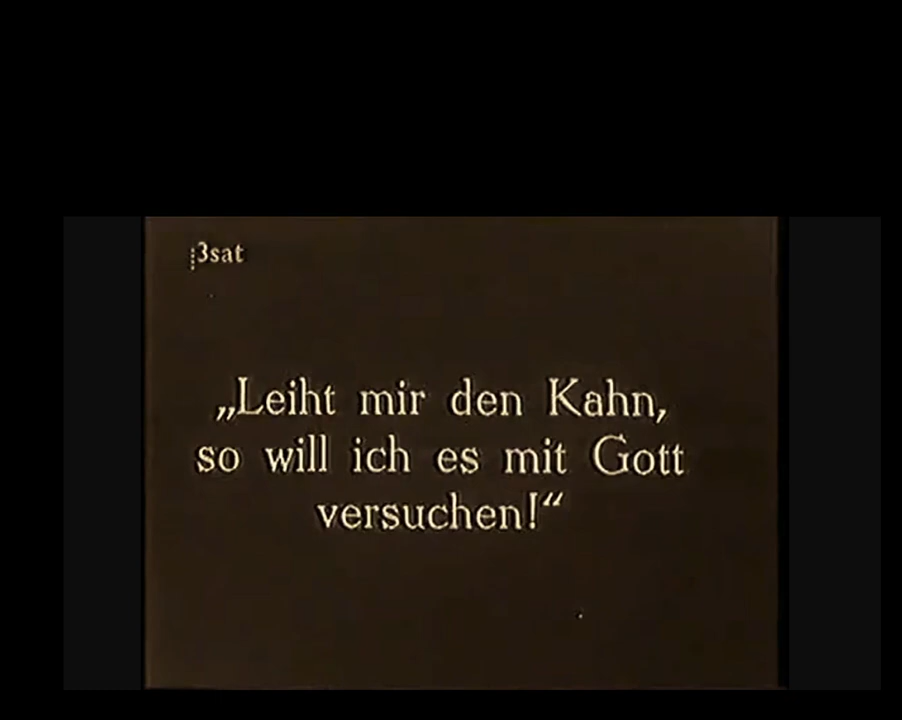 3sat
„Leiht mir den Kahn,
so will ich es mit Gott
versuchen!“